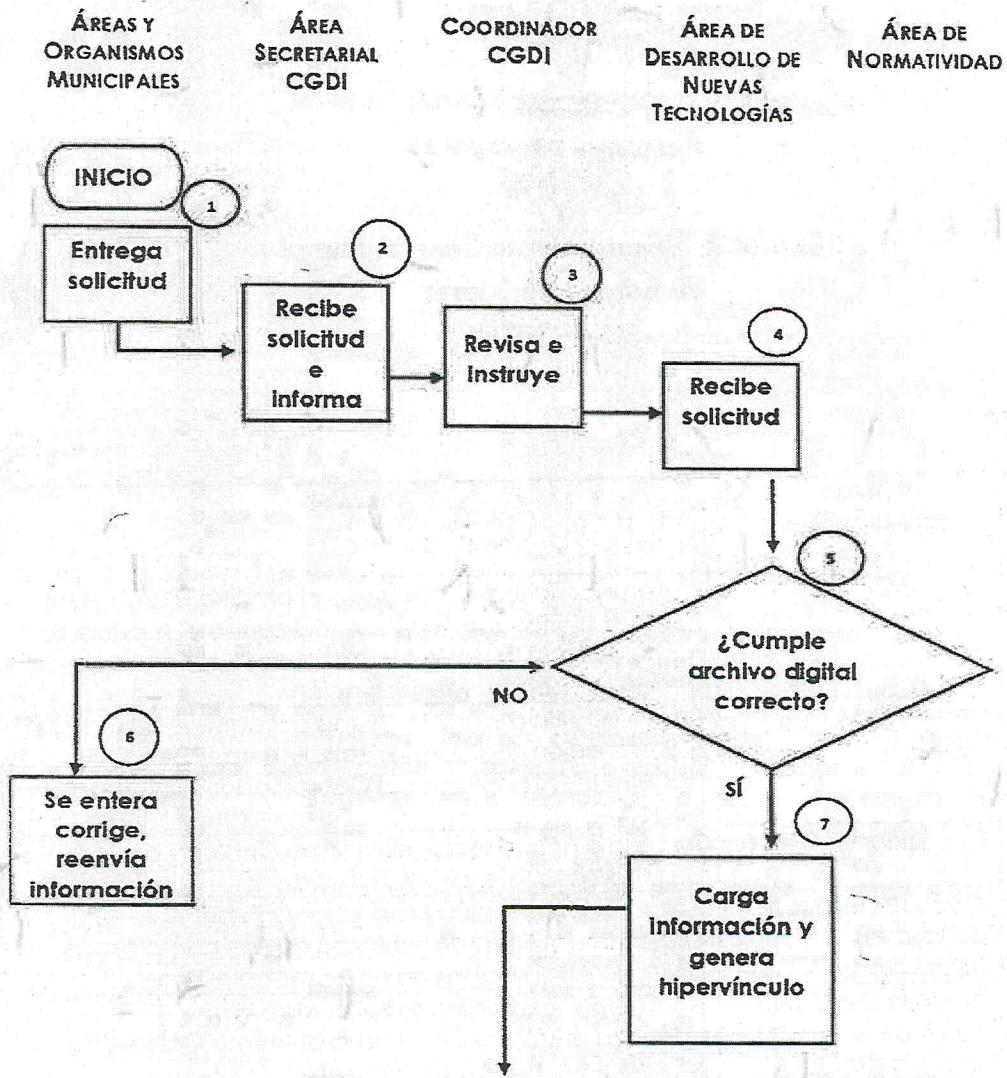 ÁREAS Y
ORGANISMOS
MUNICIPALES
ÁREA
SECRETARIAL
CGDI
COORDINADOR
CGDI
ÁREA DE
DESARROLLO DE
NUEVAS
TECNOLOGÍAS
ÁREA DE
NORMATIVIDAD
INICIO
1
Entrega
solicitud
2
Recibe
solicitud
e
informa
3
Revisa e
Instruye
4
Recibe
solicitud
5
¿Cumple
archivo digital
correcto?
NO
6
Se entera
corrige,
reenvía
información
SÍ
7
Carga
información y
genera
hipervínculo